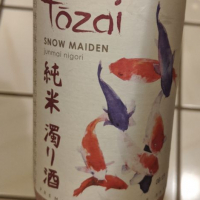 Tozai
SNOW MAIDEN
junmai nigori
純米濁り酒